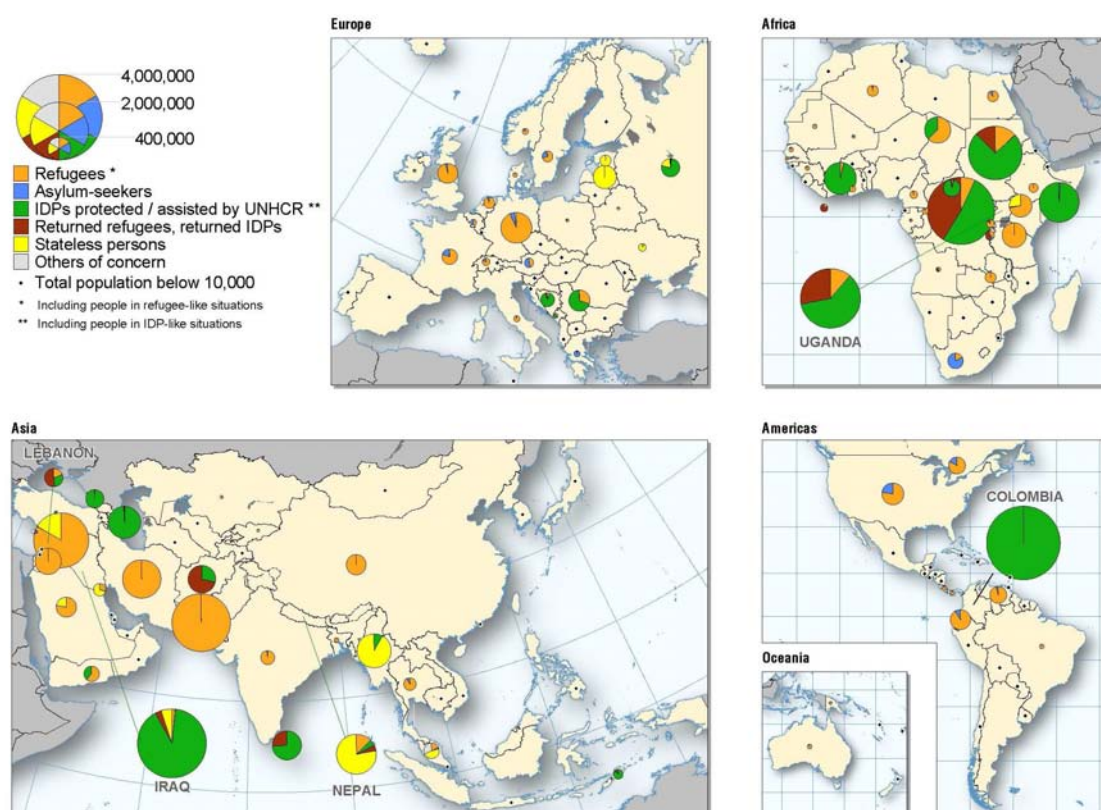 4,000,000
2,000,000
400,000
Refugees *
Asylum-seekers
IDPs protected / assisted by UNHCR **
Returned refugees, returned IDPs
Stateless persons
Others of concern
• Total population below 10,000
* Including people in refugee-like situations
** Including people in IDP-like situations
Europe
Africa
UGANDA
Asia
LEBANON
IRAQ
NEPAL
Americas
COLOMBIA
Oceania